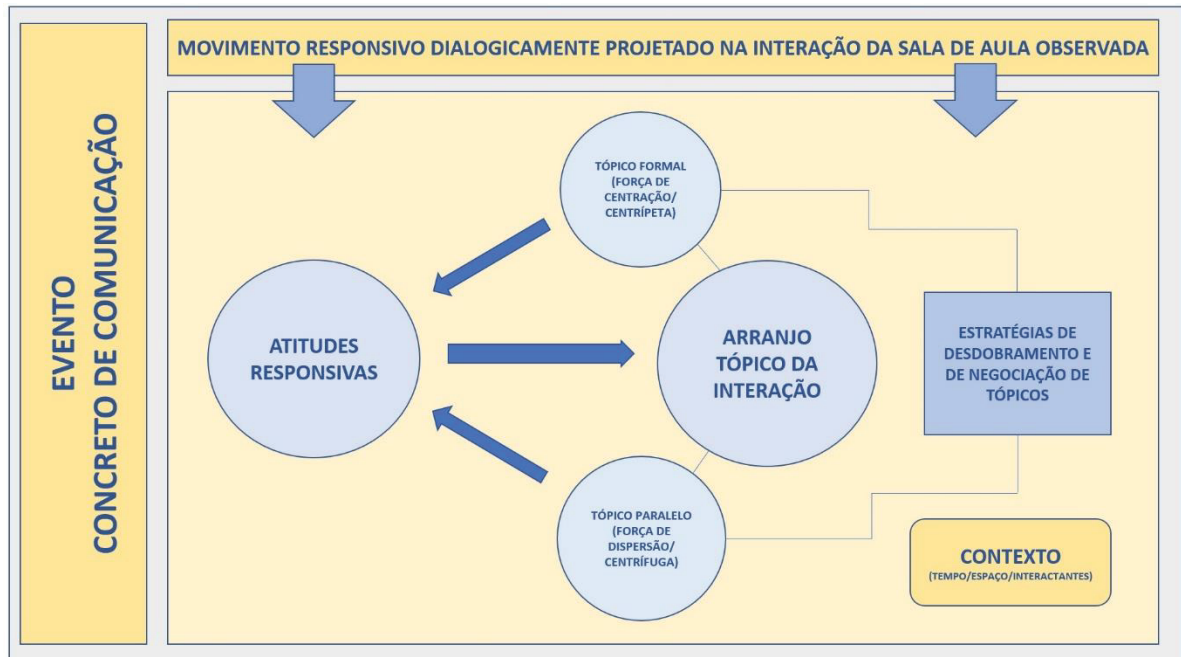 EVENTO
CONCRETO DE COMUNICAÇÃO
MOVIMENTO RESPONSIVO DIALOGICAMENTE PROJETADO NA INTERAÇÃO DA SALA DE AULA OBSERVADA
TÓPICO FORMAL
(FORÇA DE
CENTRAÇÃO/
CENTRÍPETA)
ATITUDES
RESPONSIVAS
ARRANJO
TÓPICO DA
INTERAÇÃO
ESTRATÉGIAS DE
DESDOBRAMENTO E
DE NEGOCIAÇÃO DE
TÓPICOS
TÓPICO PARALELO
(FORÇA DE
DISPERSÃO/
CENTRÍFUGA)
CONTEXTO
(TEMPO/ESPAÇO/INTERACTANTES)